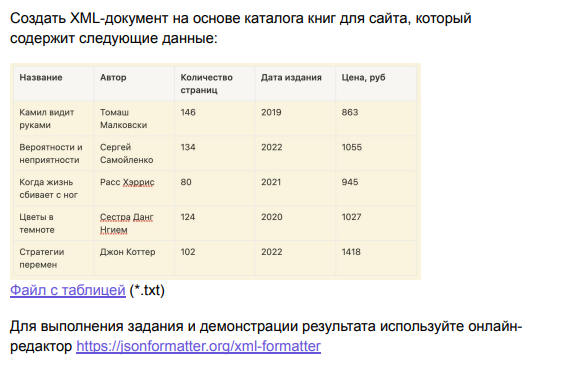 Создать XML-документ на основе каталога книг для сайта, который
содержит следующие данные:
Название Автор Количество страниц Дата издания Цена, руб
Камил видит руками Томаш Малковски 146 2019 863
Вероятности и неприятности Сергей Самойленко 134 2022 1055
Когда жизнь сбивает с ног Расс Хэррис 80 2021 945
Цветы в темноте Сестра Данг Нгием 124 2020 1027
Стратегии перемен Джон Коттер 102 2022 1418
Файл с таблицей (*.txt)
Для выполнения задания и демонстрации результата используйте онлайн-
редактор https://jsonformatter.org/xml-formatter